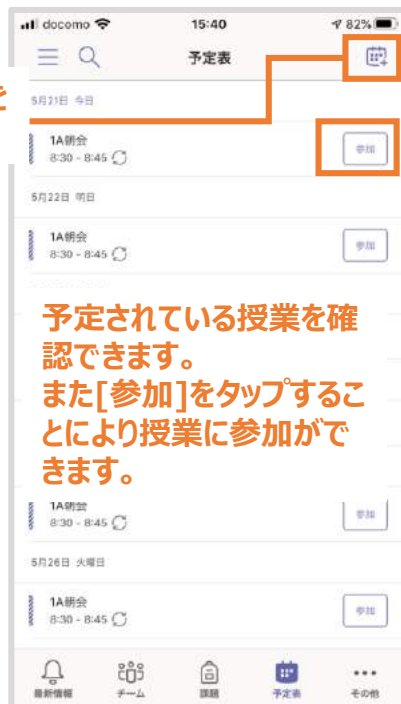 docomo 15:40 82%
予定表
を
5月21日 今日
1A朝会
8:30 - 8:45
参加
5月22日 明日
1A朝会
8:30 - 8:45
参加
予定されている授業を確
認できます。
また[参加]をタップするこ
とにより授業に参加がで
きます。
1A朝会
8:30 - 8:45
参加
5月26日 火曜日
1A朝会
8:30 - 8:45
参加
最新情報 チーム 課題 予定表 その他